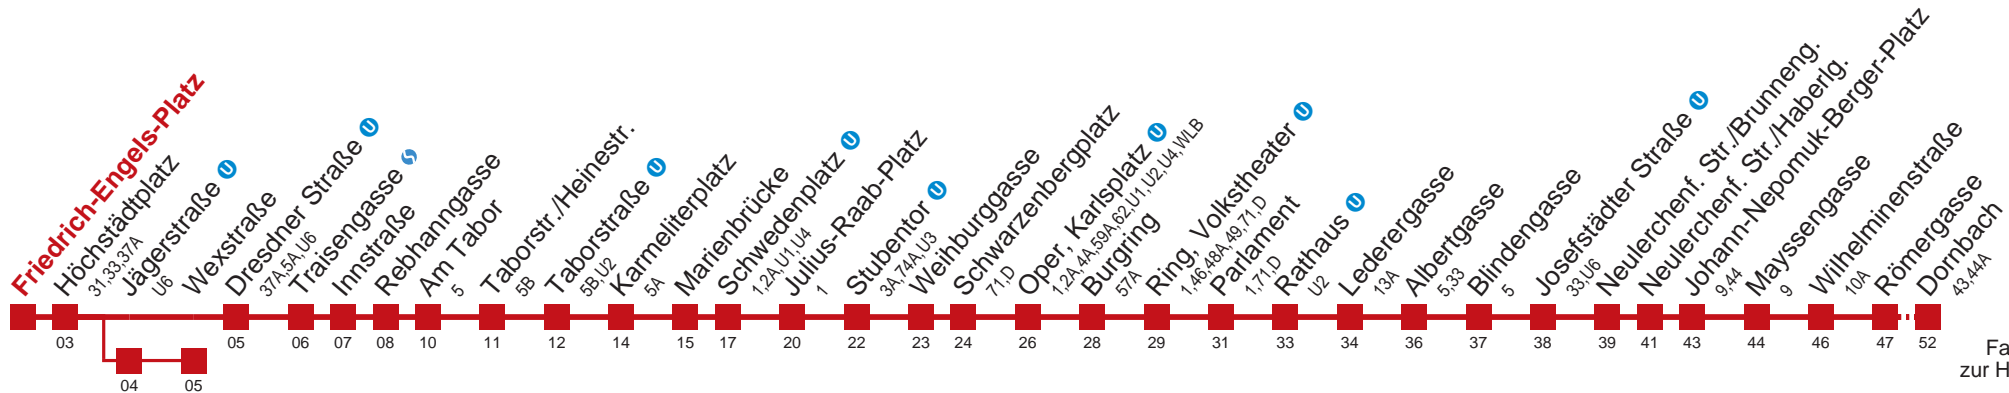 Friedrich-Engels-Platz
Höchstädtplatz
31,33,37A
Jägerstraße U
U6
Wexstraße
Dresdner Straße U
37A,5A,U6
Traisengasse
Innstraße
Rebhanngasse
Am Tabor
5
Taborstr./Heinestr.
5B
Taborstraße U
5B,U2
Karmeliterplatz
5A
Marienbrücke
Schwedenplatz U
1,2A,U1,U4
Julius-Raab-Platz
1
Stubentor U
3A,74A,U3
Weihburggasse
Schwarzenbergplatz
71,D
Oper, Karlsplatz U
1,2A,4A,59A,62,U1,U2,U4,WLB
Burgring
57A
Ring, Volkstheater U
1,46,48A,49,71,D
Parlament
1,71,D
Rathaus U
U2
Lederergasse
13A
Albertgasse
5,33
Blindengasse
5
Josefstädter Straße U
33,U6
Neulerchenf. Str./Brunneng.
Neulerchenf. Str./Haberlg.
Johann-Nepomuk-Berger-Platz
9,44
Mayssengasse
9
Wilhelminenstraße
10A
Römergasse
Dornbach
43,44A
03 05 06 07 08 10 11 12 14 15 17 20 22 23 24 26 28 29 31 33 34 36 37 38 39 41 43 44 46 47 52
04 05
Fa
zur H